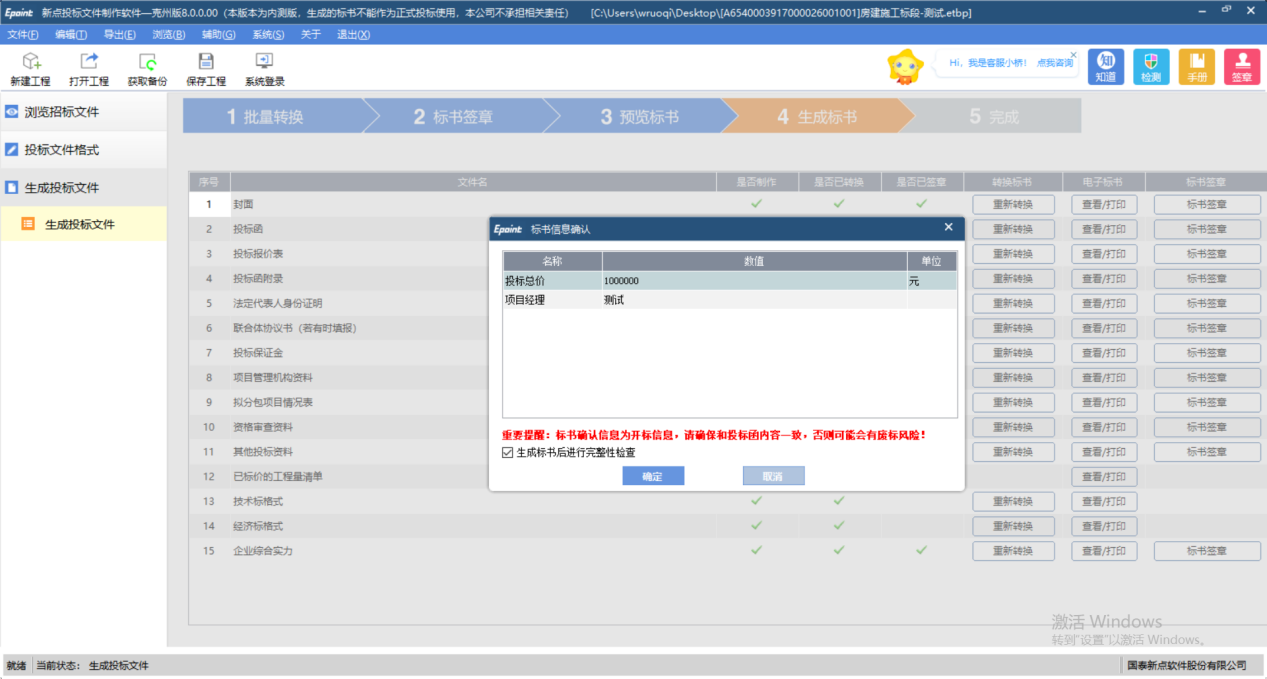 Epoint 新点投标文件制作软件—兖州版8.0.0.00（本版本为内测版，生成的标书不能作为正式投标使用，本公司不承担相关责任） [C:\Users\wruoqi\Desktop\[A6540003917000026001001]房建施工标段-测试.etbp]
文件(F) 编辑(T) 导出(E) 浏览(B) 辅助(G) 系统(S) 关于 退出(X)
新建工程 打开工程 获取备份 保存工程 系统登录
Hi，我是客服小桥！ 点我咨询
知 知道 检测 手册 签章
浏览招标文件
投标文件格式
生成投标文件
生成投标文件
1 批量转换 2 标书签章 3 预览标书 4 生成标书 5 完成
序号 文件名 是否制作 是否已转换 是否已签章 转换标书 电子标书 标书签章
1 封面 重新转换 查看/打印 标书签章
2 投标函 重新转换 查看/打印 标书签章
3 投标报价表 重新转换 查看/打印 标书签章
4 投标函附录 重新转换 查看/打印 标书签章
5 法定代表人身份证明 重新转换 查看/打印 标书签章
6 联合体协议书（若有时填报） 重新转换 查看/打印 标书签章
7 投标保证金 重新转换 查看/打印 标书签章
8 项目管理机构资料 重新转换 查看/打印 标书签章
9 拟分包项目情况表 重新转换 查看/打印 标书签章
10 资格审查资料 重新转换 查看/打印 标书签章
11 其他投标资料 重新转换 查看/打印 标书签章
12 已标价的工程量清单 查看/打印
13 技术标格式 重新转换 查看/打印
14 经济标格式 重新转换 查看/打印
15 企业综合实力 重新转换 查看/打印 标书签章
Epoint 标书信息确认
名称 数值 单位
投标总价 1000000 元
项目经理 测试
重要提醒：标书确认信息为开标信息，请确保和投标函内容一致，否则可能会有废标风险！
生成标书后进行完整性检查
确定 取消
激活 Windows
转到"设置"以激活 Windows。
就绪 当前状态： 生成投标文件 国泰新点软件股份有限公司